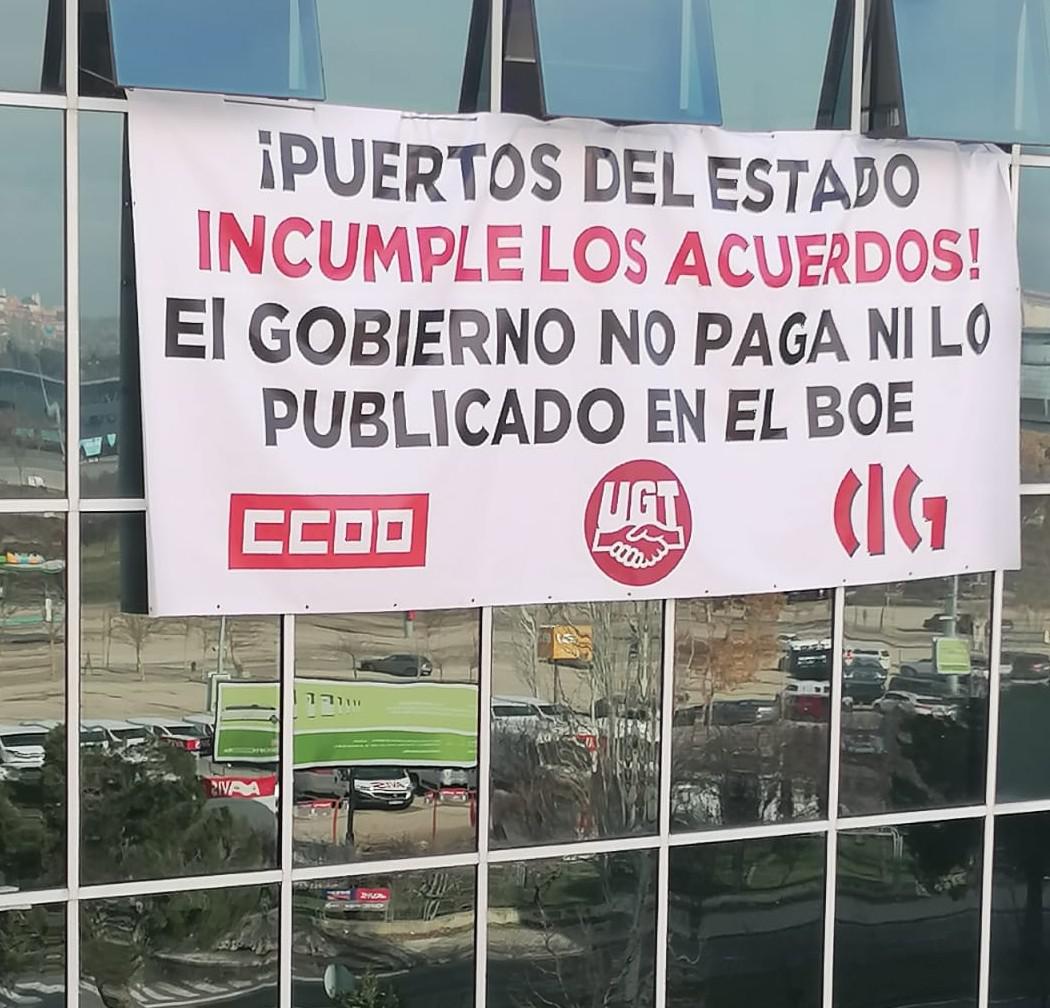 ¡PUERTOS DEL ESTADO
INCUMPLE LOS ACUERDOS!
El GOBIERNO NO PAGA NI LO
PUBLICADO EN EL BOE
CCOO
UGT
CIG